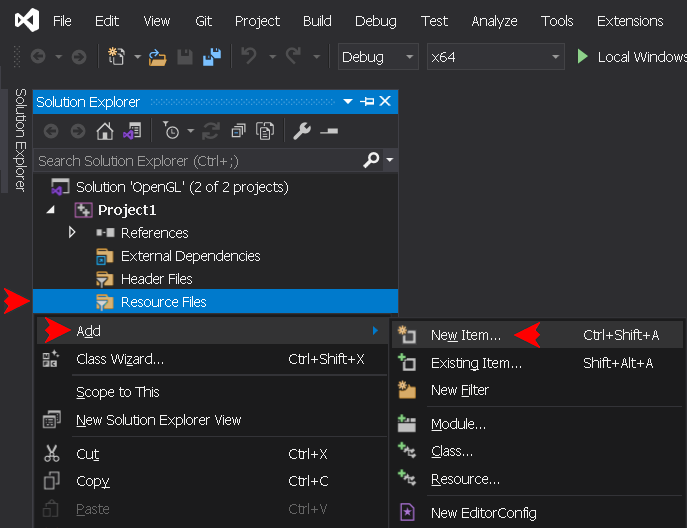 File Edit View Git Project Build Debug Test Analyze Tools Extensions
Debug x64 Local Windows
Solution Explorer
Solution Explorer
Search Solution Explorer (Ctrl+;)
Solution 'OpenGL' (2 of 2 projects)
Project1
References
External Dependencies
Header Files
Resource Files
Add
Class Wizard... Ctrl+Shift+X
Scope to This
New Solution Explorer View
Cut Ctrl+X
Copy Ctrl+C
Paste Ctrl+V
New Item... Ctrl+Shift+A
Existing Item... Shift+Alt+A
New Filter
Module...
Class...
Resource...
New EditorConfig